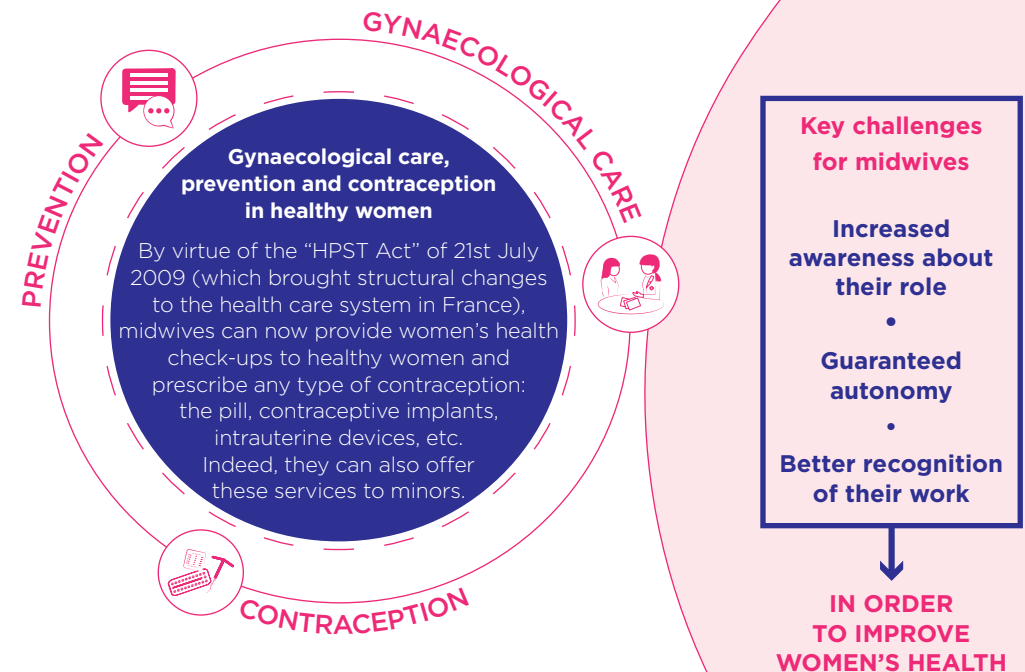 GYNAECOLOGICAL CARE
PREVENTION
Gynaecological care,
prevention and contraception
in healthy women
By virtue of the “HPST Act” of 21st July
2009 (which brought structural changes
to the health care system in France),
midwives can now provide women’s health
check-ups to healthy women and
prescribe any type of contraception:
the pill, contraceptive implants,
intrauterine devices, etc.
Indeed, they can also offer
these services to minors.
CONTRACEPTION
Key challenges
for midwives
Increased
awareness about
their role
•
Guaranteed
autonomy
•
Better recognition
of their work
IN ORDER
TO IMPROVE
WOMEN’S HEALTH